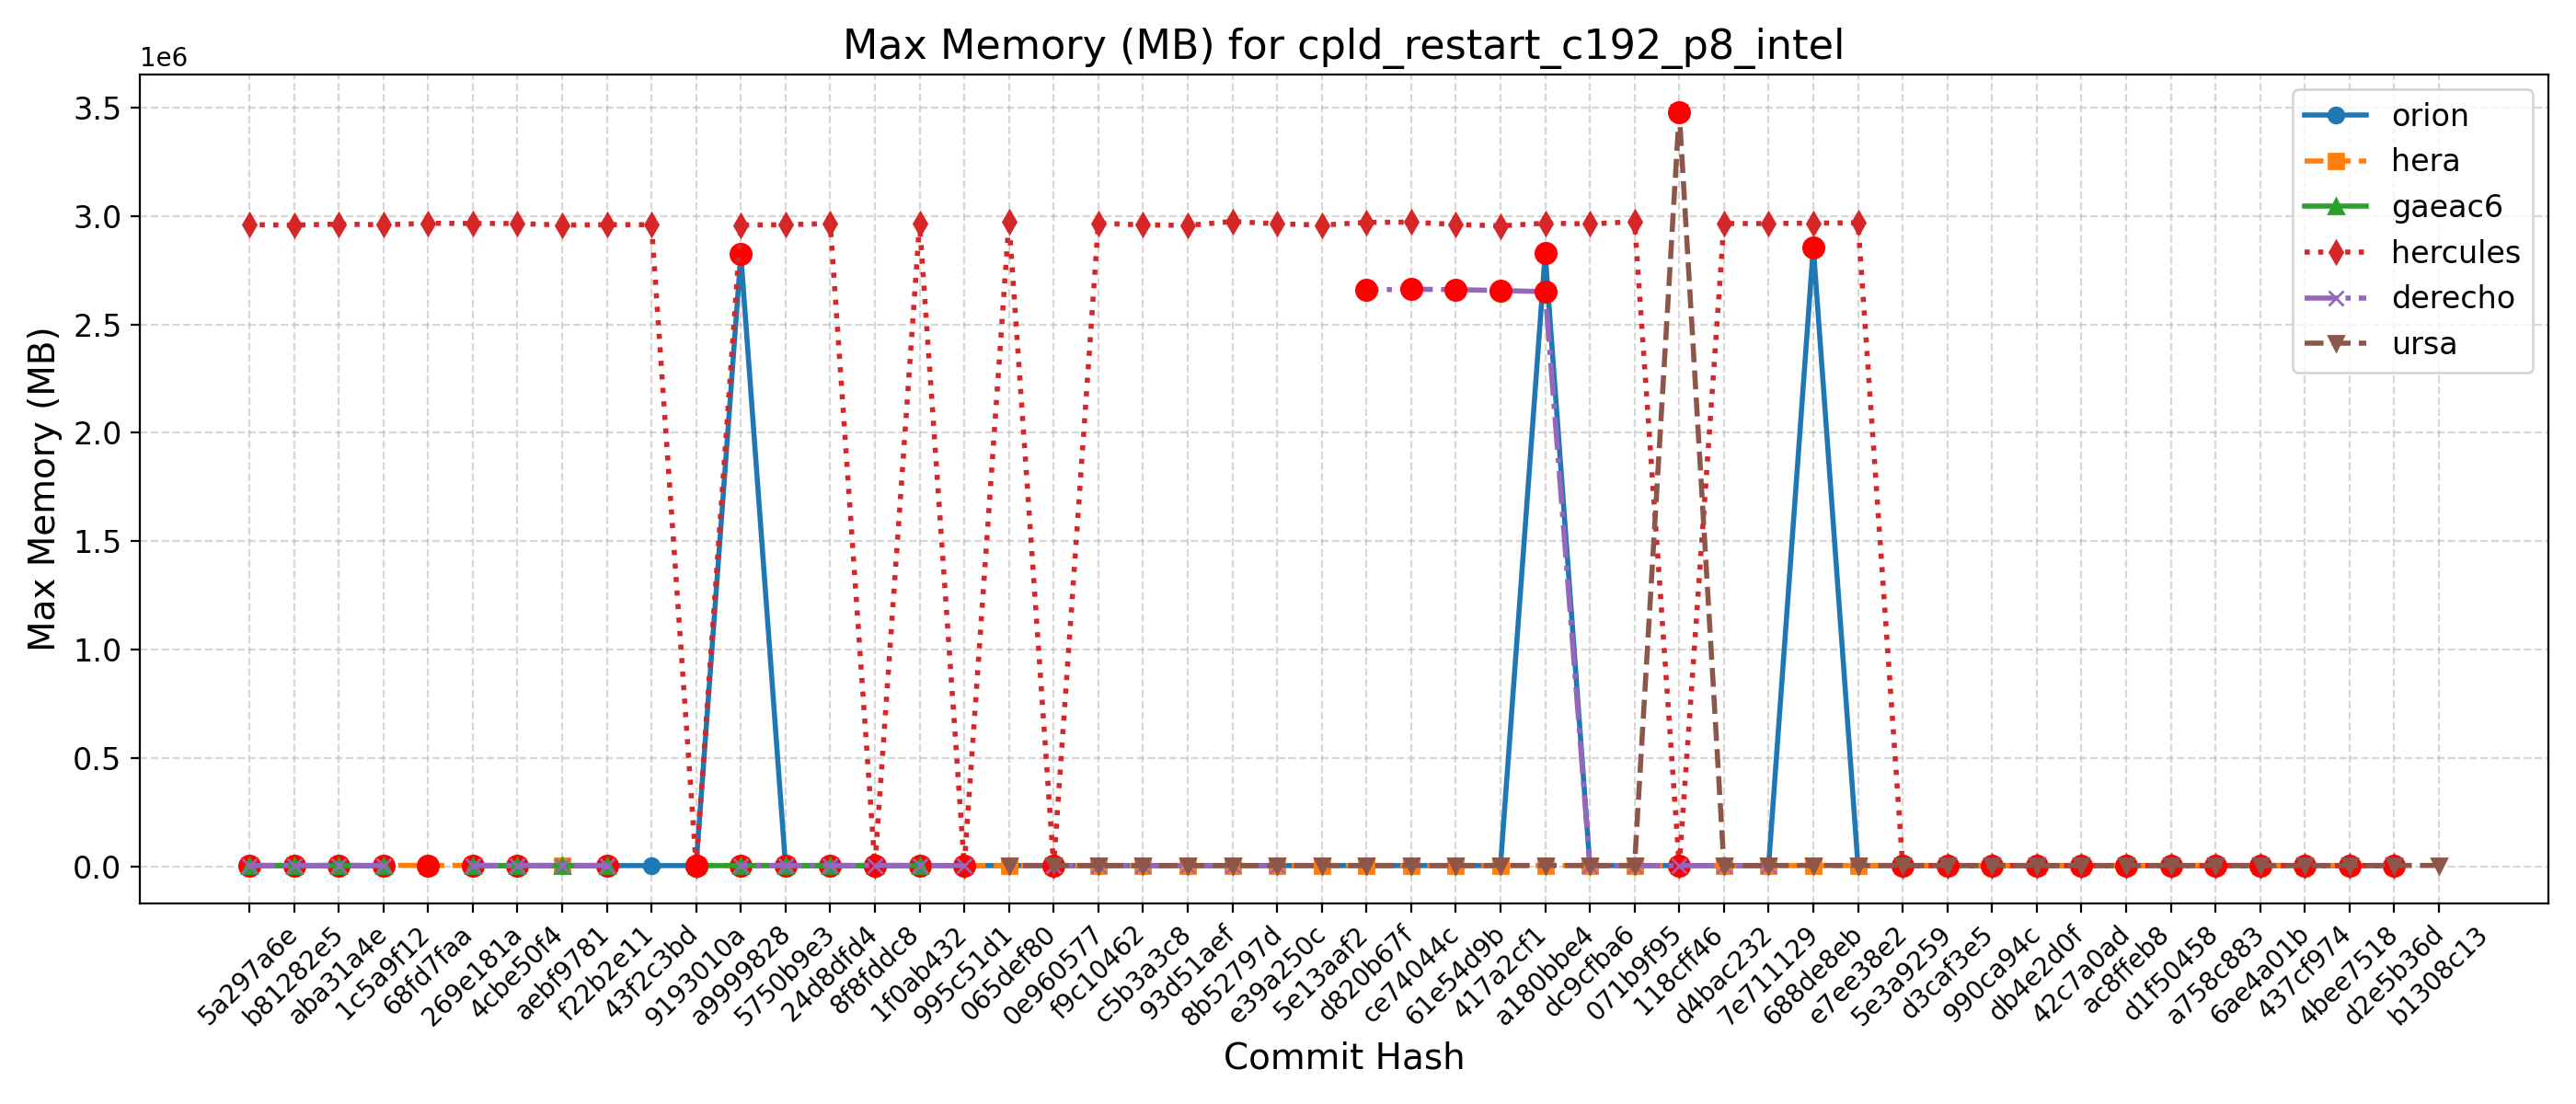 Max Memory (MB) for cpld_restart_c192_p8_intel
1e6
3.5
3.0
2.5
2.0
1.5
1.0
0.5
0.0
Max Memory (MB)
orion
hera
gaeac6
hercules
derecho
ursa
5a297a6e
b81282e5
aba31a4e
1c5a9f12
68fd7faa
269e181a
4cbe50f4
aebf9781
f22b2e11
43f2c3bd
9193010a
a9999828
5750b9e3
24d8dfd4
8f8fddc8
1f0ab432
995c51d1
065def80
0e960577
f9c10462
c5b3a3c8
93d51aef
8b52797d
e39a250c
5e13aaf2
d820b67f
ce74044c
61e54d9b
417a2cf1
a180bbe4
dc9cfba6
071b9f95
118cff46
d4bac232
7e711129
688de8eb
e7ee38e2
5e3a9259
d3caf3e5
990ca94c
db4e2d0f
42c7a0ad
ac8ffeb8
d1f50458
a758c883
6ae4a01b
437cf974
4bee7518
d2e5b36d
b1308c13
Commit Hash